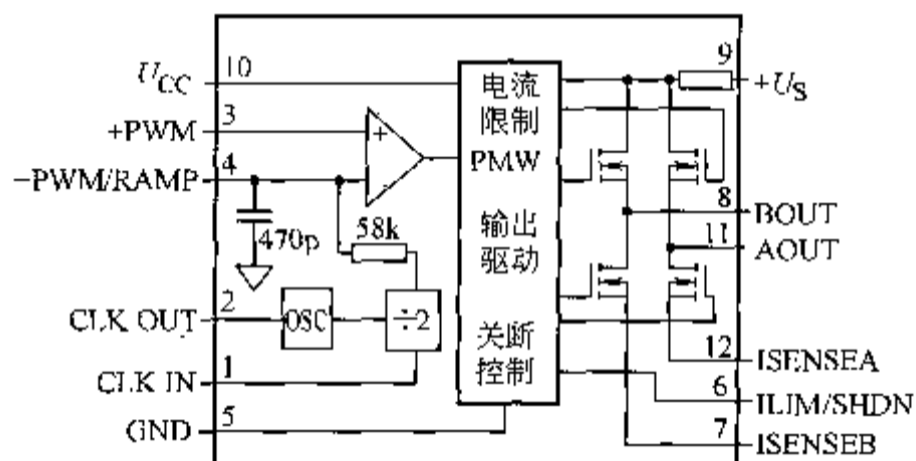 U_CC
10
+PWM
3
-PWM/RAMP
4
470p
58k
CLK OUT
2
OSC
÷2
CLK IN
1
GND
5
+
电流
限制
PMW
输出
驱动
关断
控制
9
+U_S
8
BOUT
11
AOUT
12
ISENSEA
6
ILIM/SHDN
7
ISENSEB